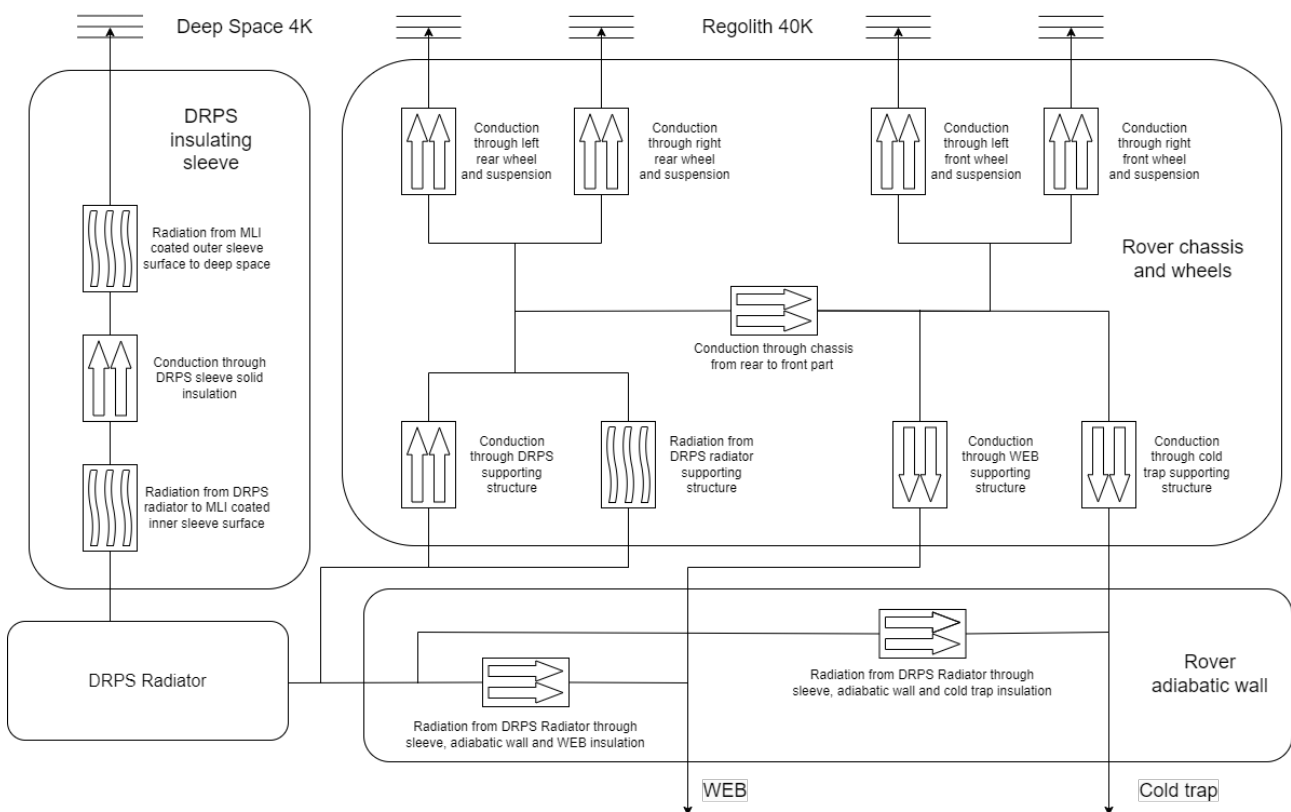 Deep Space 4K
Regolith 40K
DRPS
insulating
sleeve
Conduction
through left
rear wheel
and suspension
Conduction
through right
rear wheel
and suspension
Conduction
through left
front wheel
and suspension
Conduction
through right
front wheel
and suspension
Radiation from MLI
coated outer sleeve
surface to deep space
Rover chassis
and wheels
Conduction through
DRPS sleeve solid
insulation
Conduction through chassis
from rear to front part
Radiation from DRPS
radiator to MLI coated
inner sleeve surface
Conduction
through DRPS
supporting
structure
Radiation from
DRPS radiator
supporting
structure
Conduction
through WEB
supporting
structure
Conduction
through cold
trap supporting
structure
DRPS Radiator
Radiation from DRPS Radiator through
sleeve, adiabatic wall and cold trap insulation
Rover
adiabatic wall
Radiation from DRPS Radiator through
sleeve, adiabatic wall and WEB insulation
WEB
Cold trap